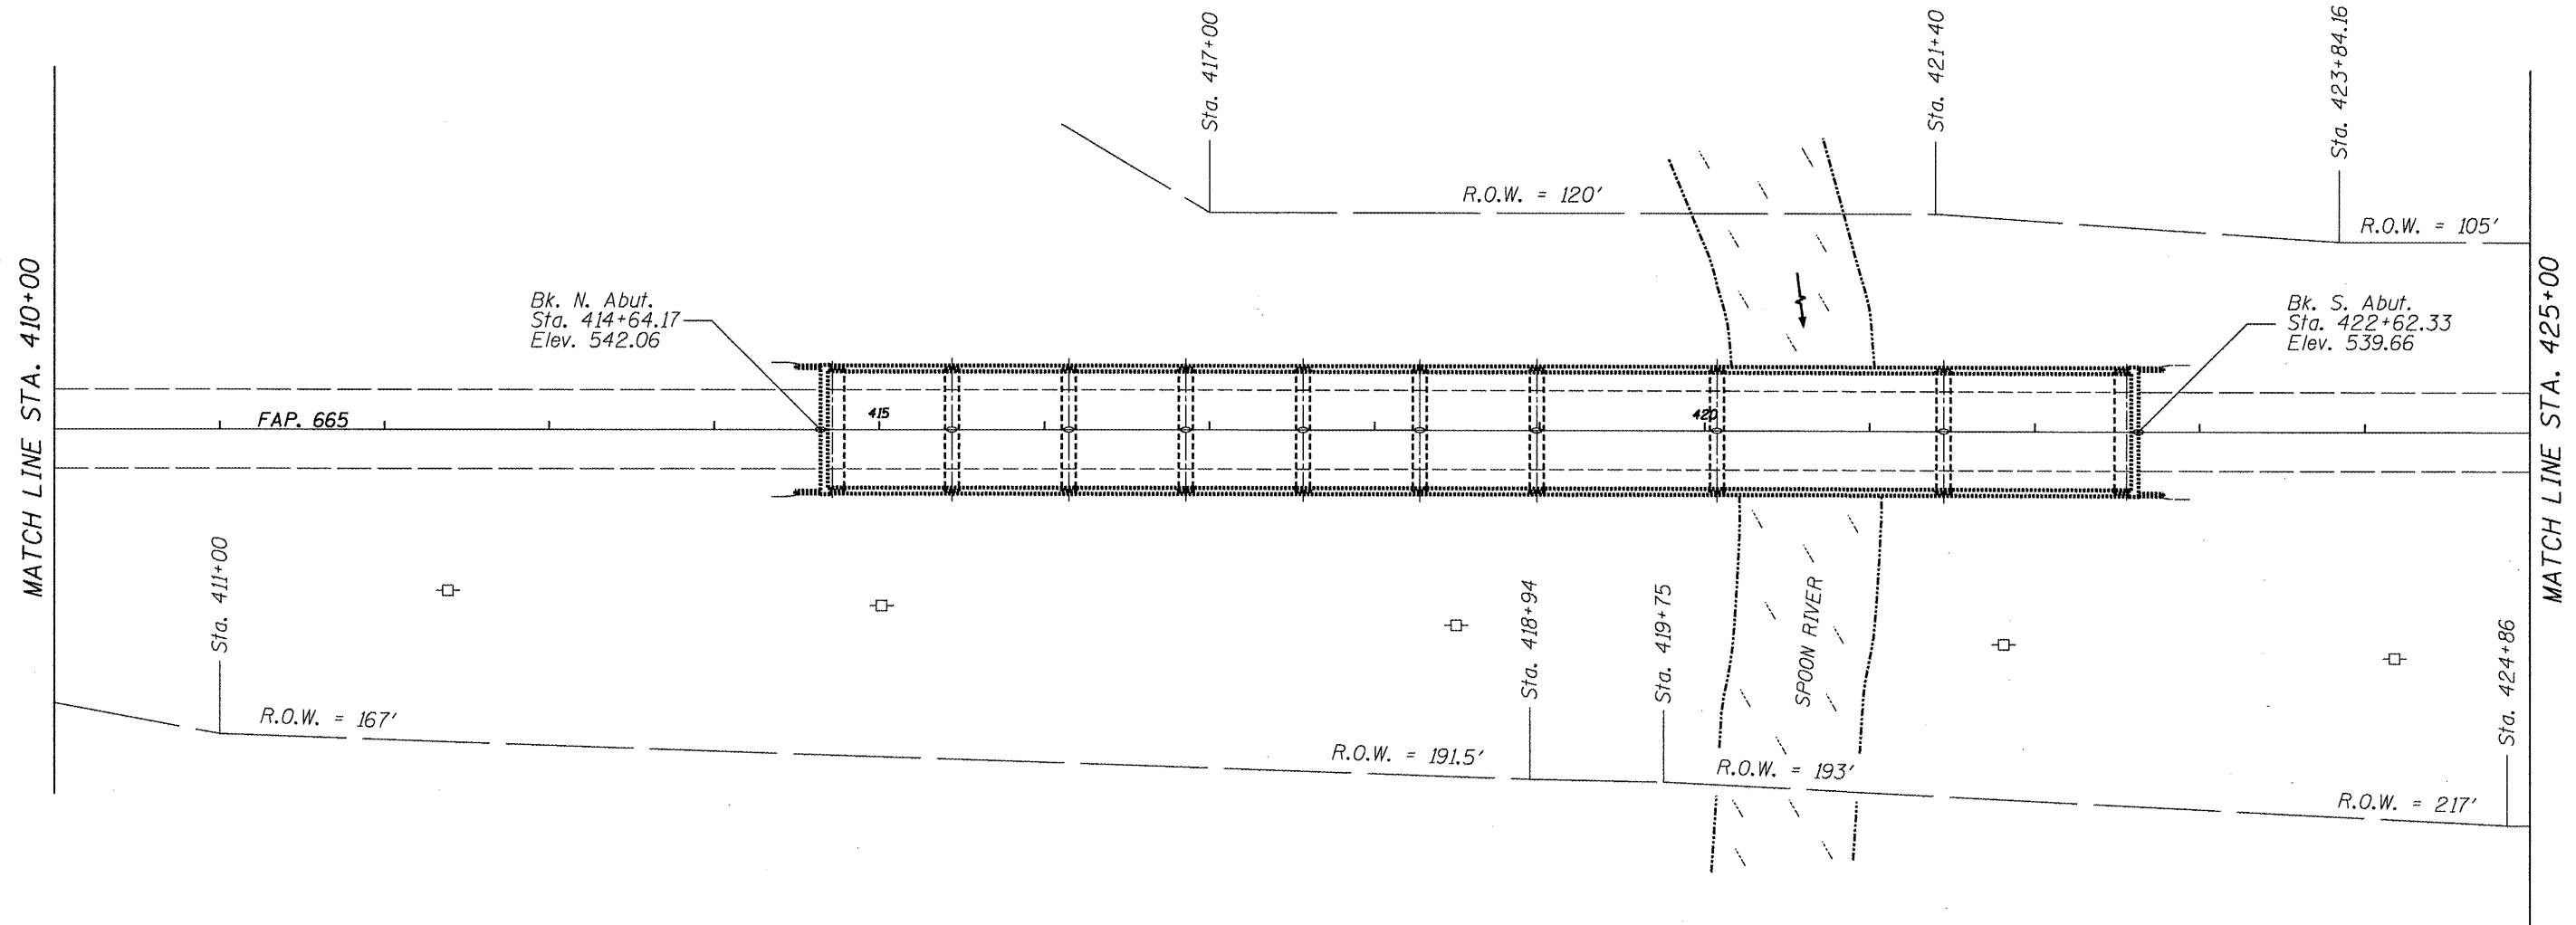 Sta. 417+00
Sta. 421+40
Sta. 423+84.16
R.O.W. = 120'
R.O.W. = 105'
MATCH LINE STA. 410+00
MATCH LINE STA. 425+00
Bk. N. Abut.
Sta. 414+64.17
Elev. 542.06
Bk. S. Abut.
Sta. 422+62.33
Elev. 539.66
FAP. 665
415
420
Sta. 411+00
Sta. 418+94
Sta. 419+75
SPOON RIVER
Sta. 424+86
R.O.W. = 167'
R.O.W. = 191.5'
R.O.W. = 193'
R.O.W. = 217'